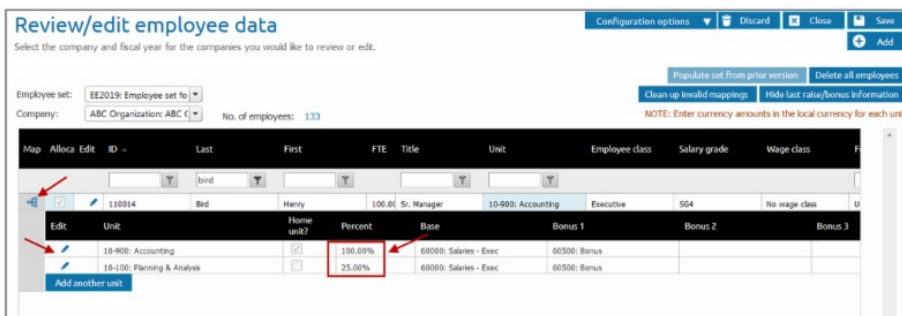 Review/edit employee data
Configuration options
Discard
Close
Save
Select the company and fiscal year for the companies you would like to review or edit.
Add
Populate set from prior version
Delete all employees
Employee set: EE2019: Employee set fo
Clean up invalid mappings
Hide last raise/bonus information
Company: ABC Organization: ABC (
No. of employees: 133
NOTE: Enter currency amounts in the local currency for each uni
Map Alloca Edit ID Last First FTE Title Unit Employee class Salary grade Wage class
bird
110014 Bird Henry 100.00 Sr. Manager 10-900: Accounting Executive SG4 No wage class U
Edit Unit Home unit? Percent Base Bonus 1 Bonus 2 Bonus 3
10-900: Accounting 100.00% 60000: Salaries - Exec 60500: Bonus
10-100: Planning & Analysis 25.00% 60000: Salaries - Exec 60500: Bonus
Add another unit